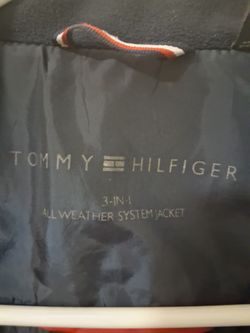 TOMMY HILFIGER
3-IN-1
ALL WEATHER SYSTEM JACKET